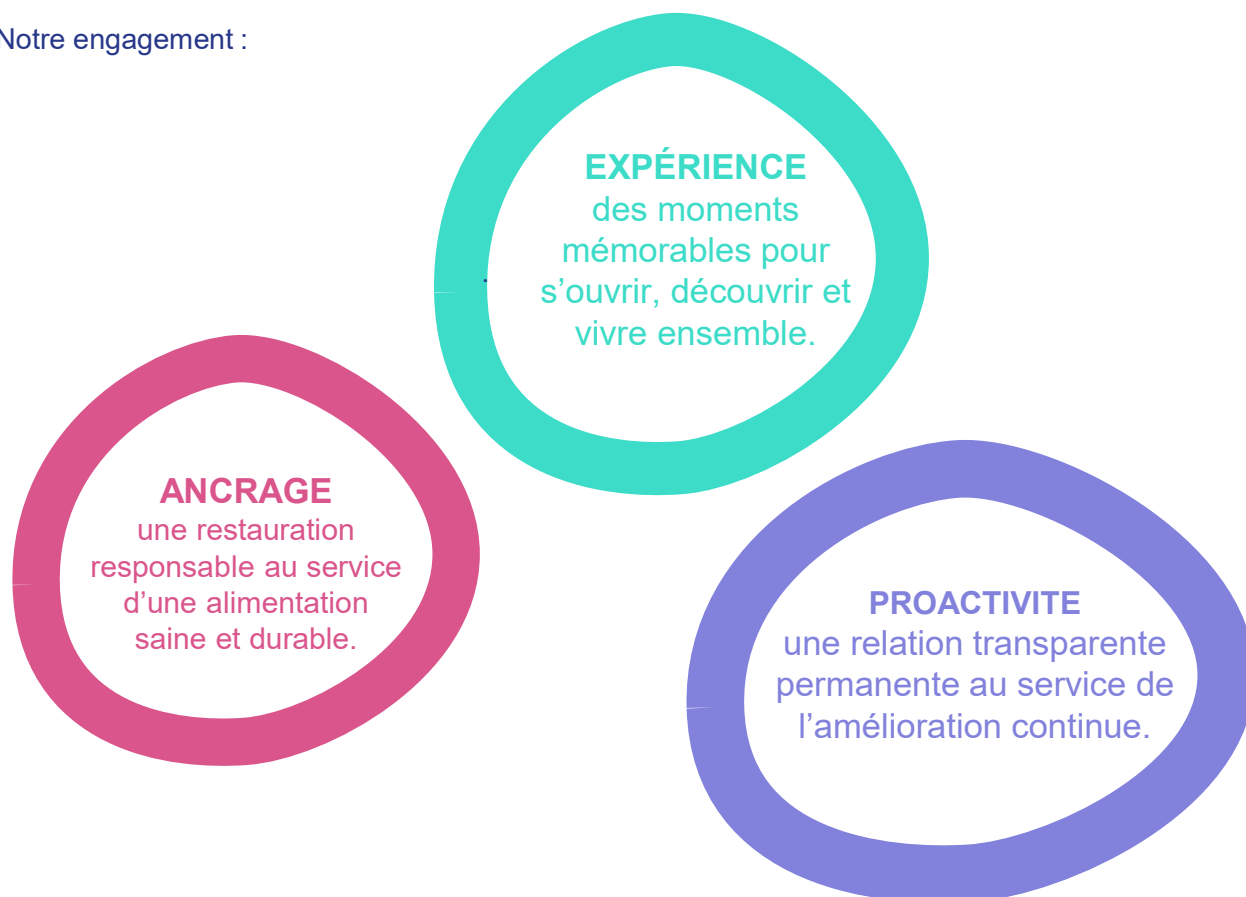 Notre engagement :
EXPÉRIENCE
des moments
mémorables pour
s’ouvrir, découvrir et
vivre ensemble.
ANCRAGE
une restauration
responsable au service
d’une alimentation
saine et durable.
PROACTIVITE
une relation transparente
permanente au service de
l’amélioration continue.